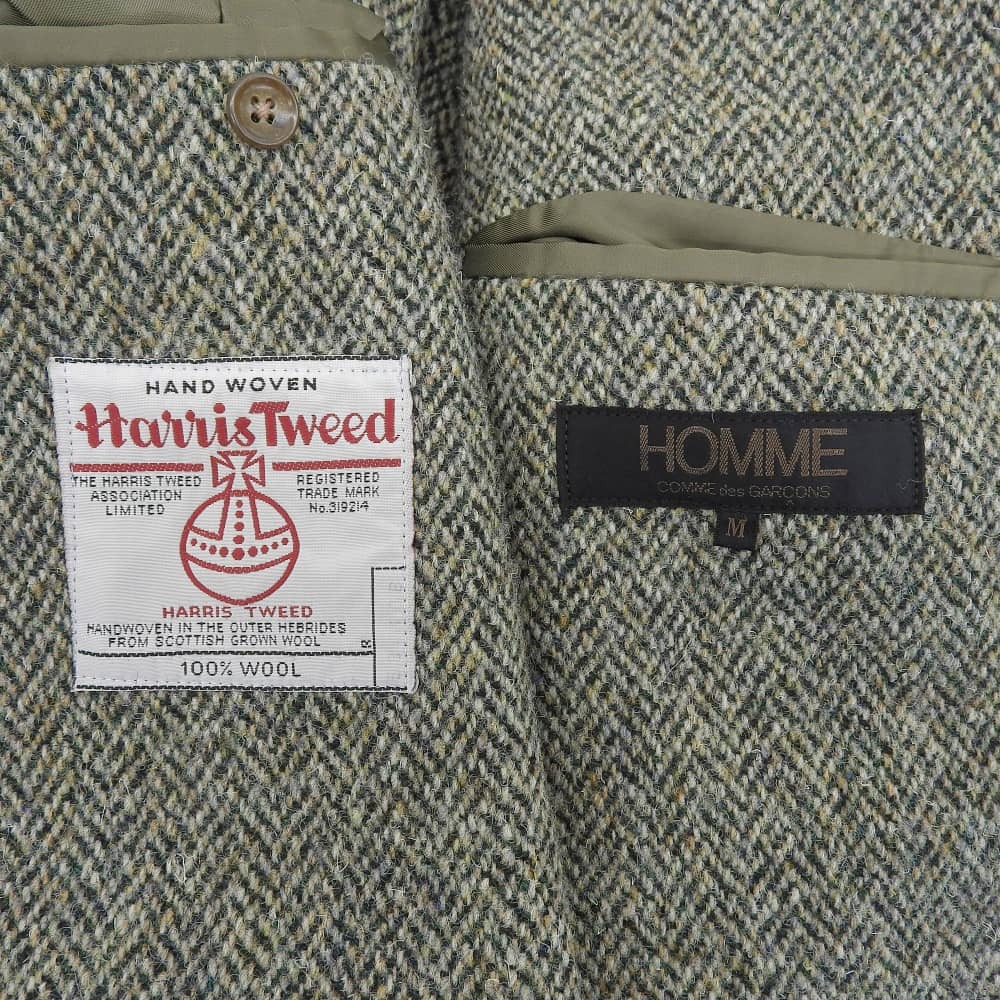 HAND WOVEN
Harris Tweed
THE HARRIS TWEED
ASSOCIATION
LIMITED
REGISTERED
TRADE MARK
No.319214
HARRIS TWEED
HANDWOVEN IN THE OUTER HEBRIDES
FROM SCOTTISH GROWN WOOL
R
100% WOOL
HOMME
COMME des GARCONS
M